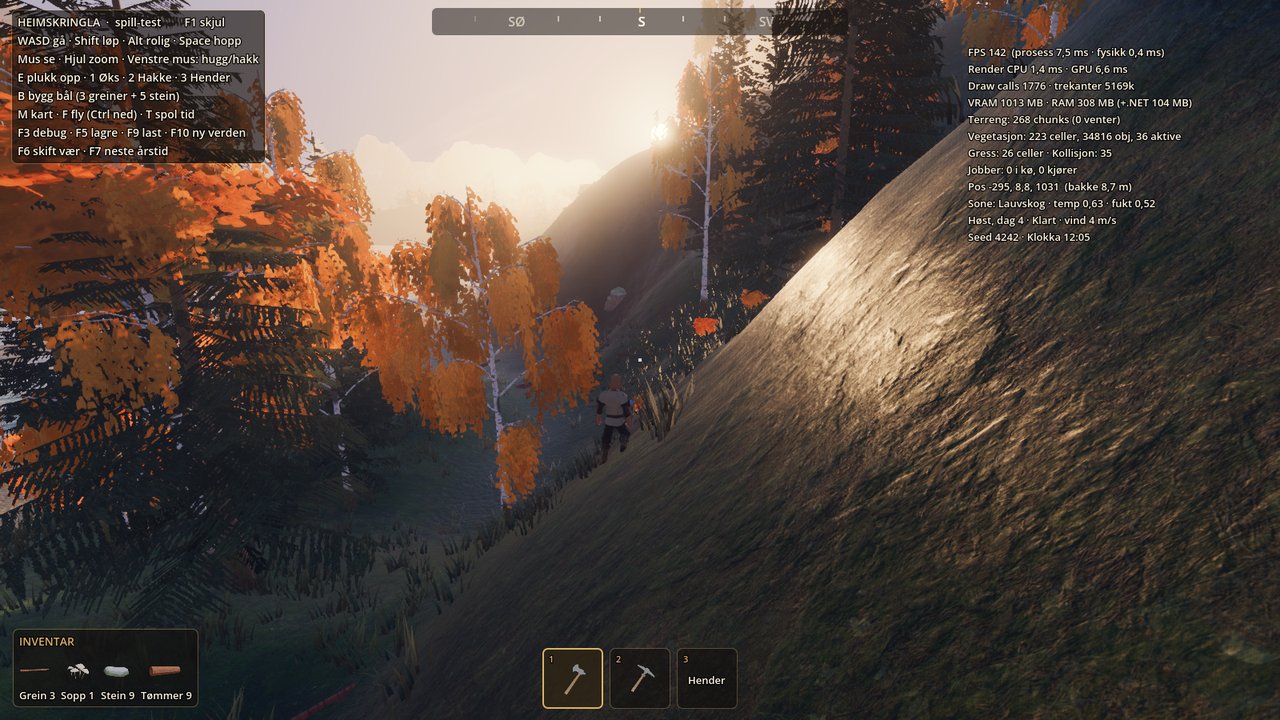 HEIMSKRINGLA · spill-test F1 skjul
WASD gå · Shift løp · Alt rolig · Space hopp
Mus se · Hjul zoom · Venstre mus: hugg/hakk
E plukk opp · 1 Øks · 2 Hakke · 3 Hender
B bygg bål (3 greiner + 5 stein)
M kart · F fly (Ctrl ned) · T spol tid
F3 debug · F5 lagre · F9 last · F10 ny verden
F6 skift vær · F7 neste årstid
SØ S SV
FPS 142 (prosess 7,5 ms · fysikk 0,4 ms)
Render CPU 1,4 ms · GPU 6,6 ms
Draw calls 1776 · trekanter 5169k
VRAM 1013 MB · RAM 308 MB (+.NET 104 MB)
Terreng: 268 chunks (0 venter)
Vegetasjon: 223 celler, 34816 obj, 36 aktive
Gress: 26 celler · Kollisjon: 35
Jobber: 0 i kø, 0 kjører
Pos -295, 8,8, 1031 (bakke 8,7 m)
Sone: Lauvskog · temp 0,63 · fukt 0,52
Høst, dag 4 · Klart · vind 4 m/s
Seed 4242 · Klokka 12:05
INVENTAR
Grein 3 Sopp 1 Stein 9 Tømmer 9
1 2 3
Hender